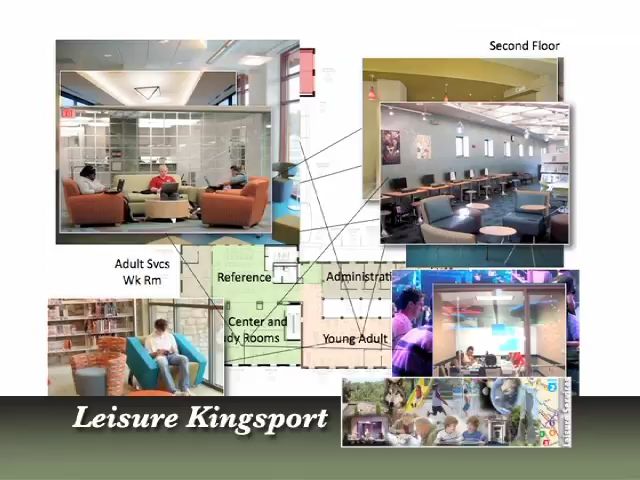 Second Floor
Adult Svcs
Wk Rm
Reference
Administrati
Center and
dy Rooms
Young Adult
Leisure Kingsport